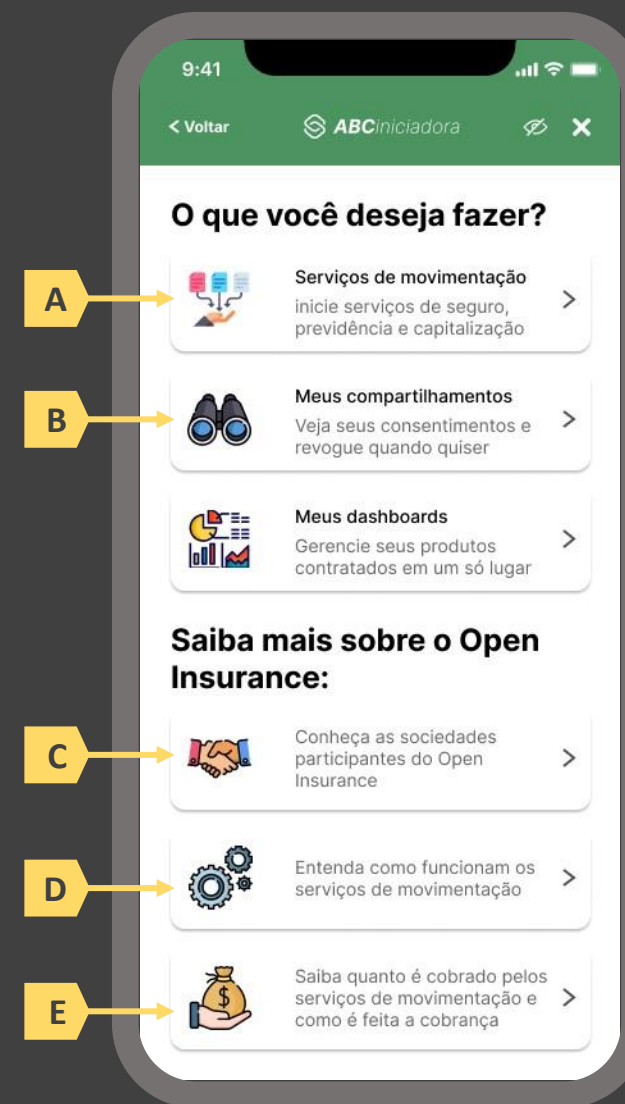 9:41
< Voltar
ABCiniciadora
O que você deseja fazer?
A
Serviços de movimentação
inicie serviços de seguro,
previdência e capitalização
B
Meus compartilhamentos
Veja seus consentimentos e
revogue quando quiser
Meus dashboards
Gerencie seus produtos
contratados em um só lugar
Saiba mais sobre o Open
Insurance:
C
Conheça as sociedades
participantes do Open
Insurance
D
Entenda como funcionam os
serviços de movimentação
E
$
Saiba quanto é cobrado pelos
serviços de movimentação e
como é feita a cobrança